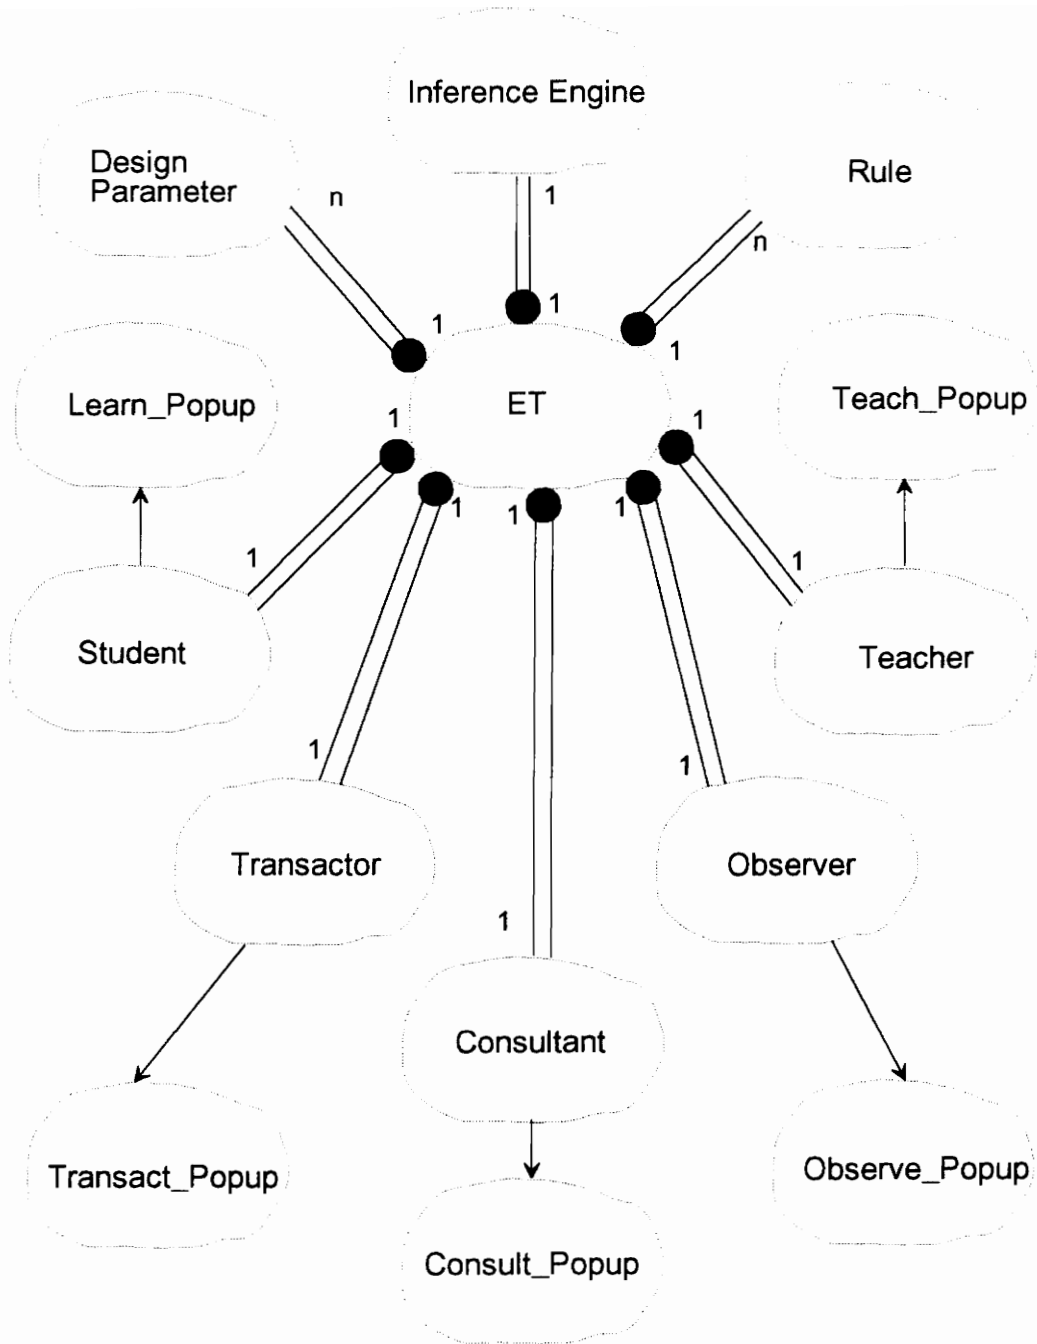 Inference Engine
Design
Parameter
Rule
n
1
n
1
1
1
Learn_Popup
ET
Teach_Popup
1
1
1
1
1
1
1
Student
Teacher
1
1
Transactor
Observer
1
Consultant
Transact_Popup
Observe_Popup
Consult_Popup